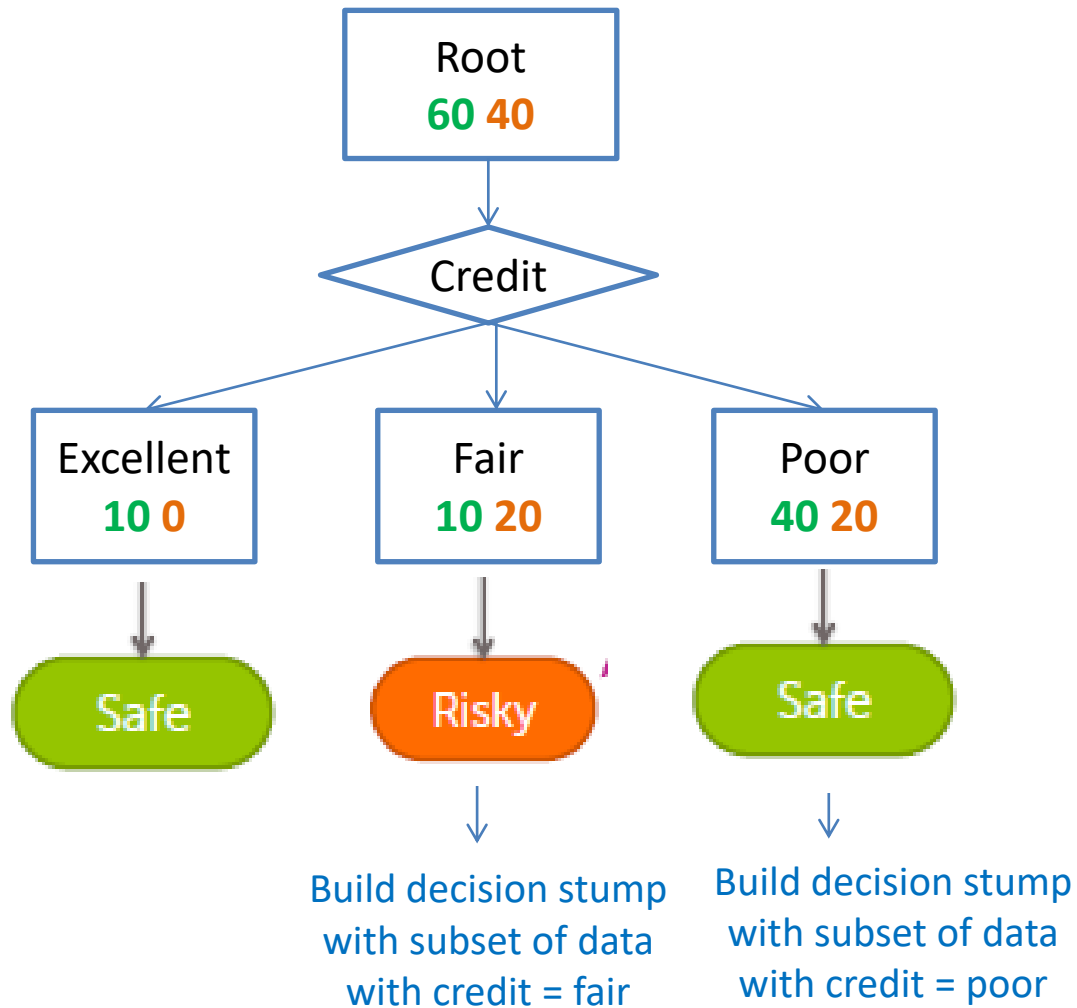 Root
60 40
Credit
Excellent
10 0
Fair
10 20
Poor
40 20
Safe
Risky
Safe
Build decision stump
with subset of data
with credit = fair
Build decision stump
with subset of data
with credit = poor